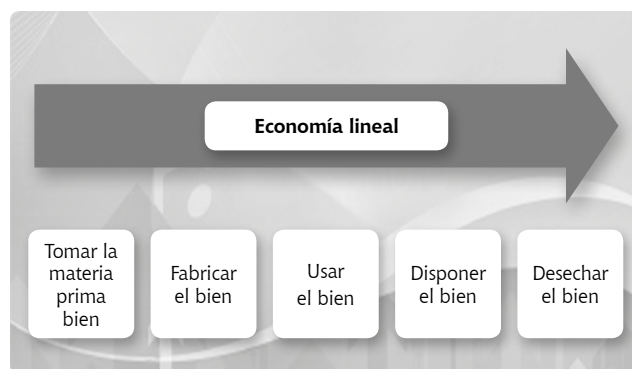 Economía lineal
Tomar la
materia
prima
bien
Fabricar
el bien
Usar
el bien
Disponer
el bien
Desechar
el bien